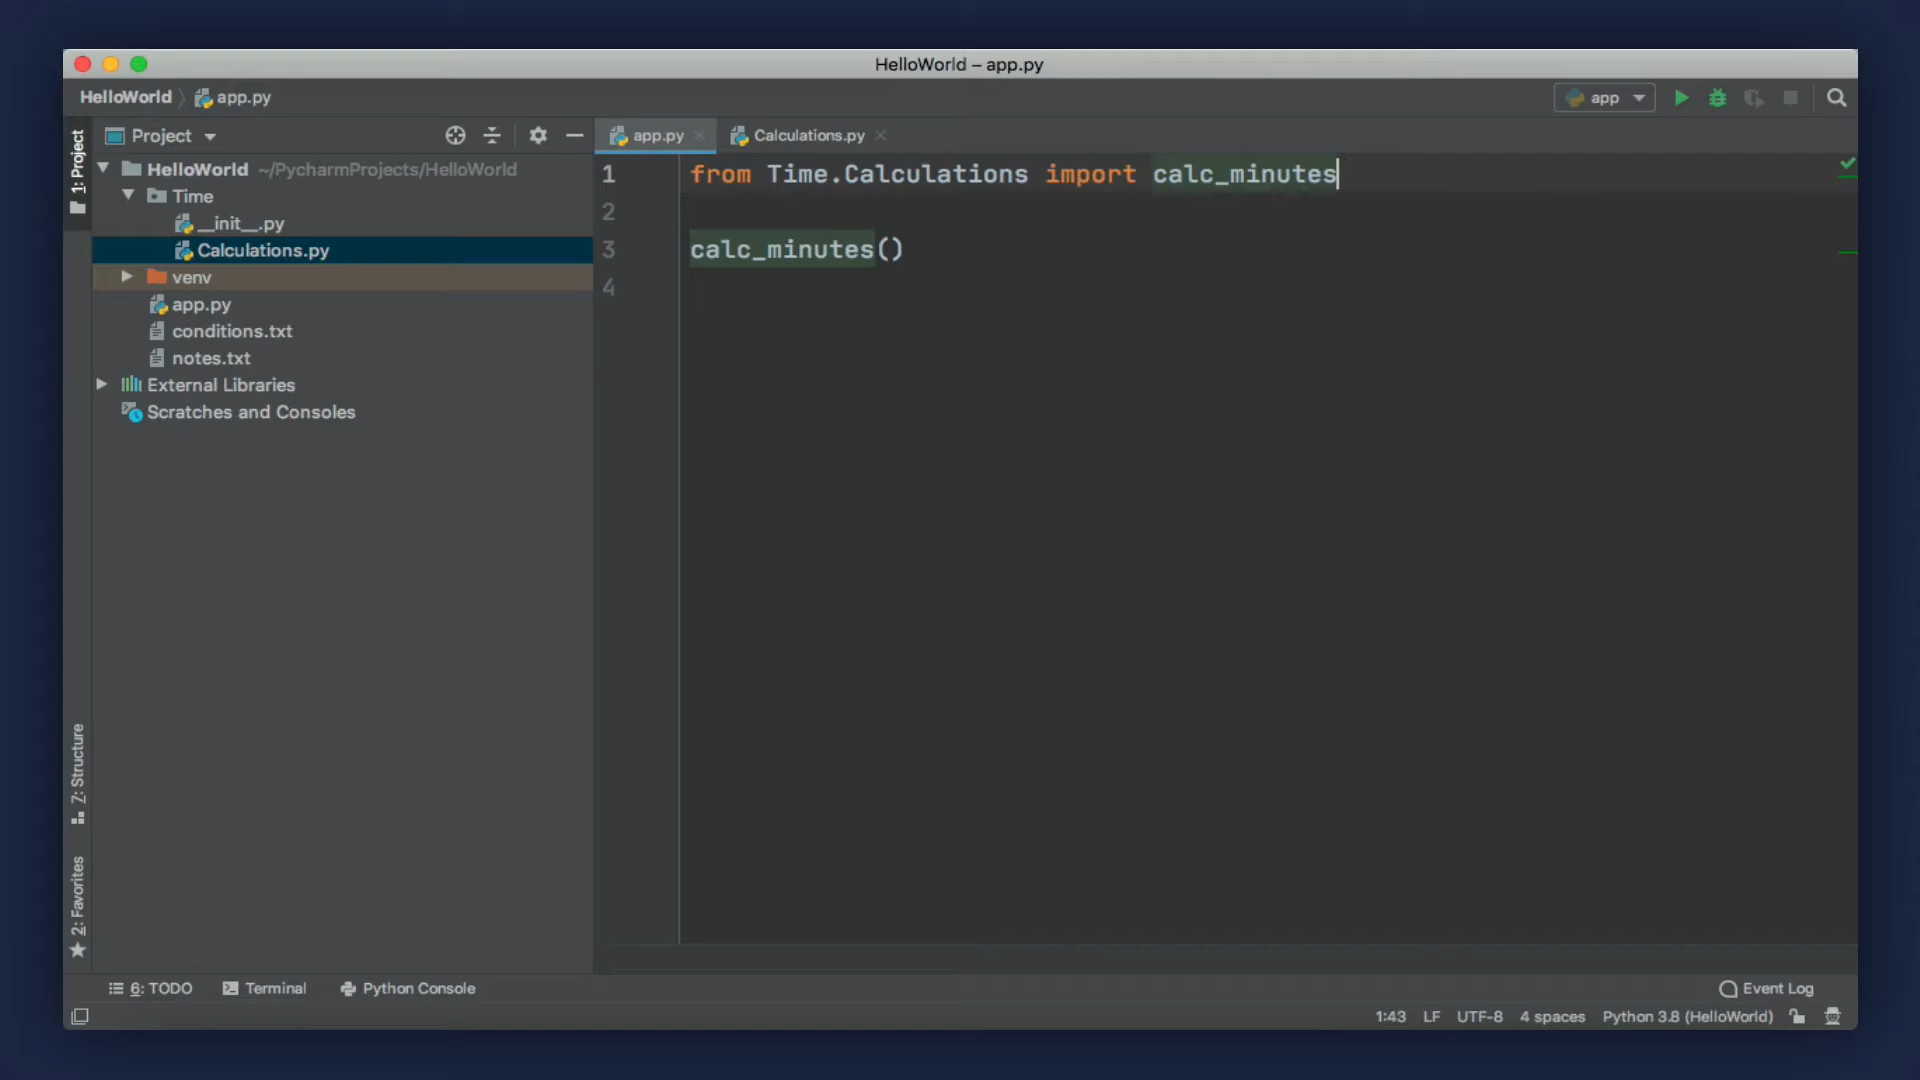 HelloWorld – app.py
HelloWorld app.py
app
1: Project
Project
app.py
Calculations.py
HelloWorld ~/PycharmProjects/HelloWorld
Time
__init__.py
Calculations.py
venv
app.py
conditions.txt
notes.txt
External Libraries
Scratches and Consoles
1 from Time.Calculations import calc_minutes
2
3 calc_minutes()
4
Z: Structure
2: Favorites
6: TODO Terminal Python Console Event Log
1:43 LF UTF-8 4 spaces Python 3.8 (HelloWorld)